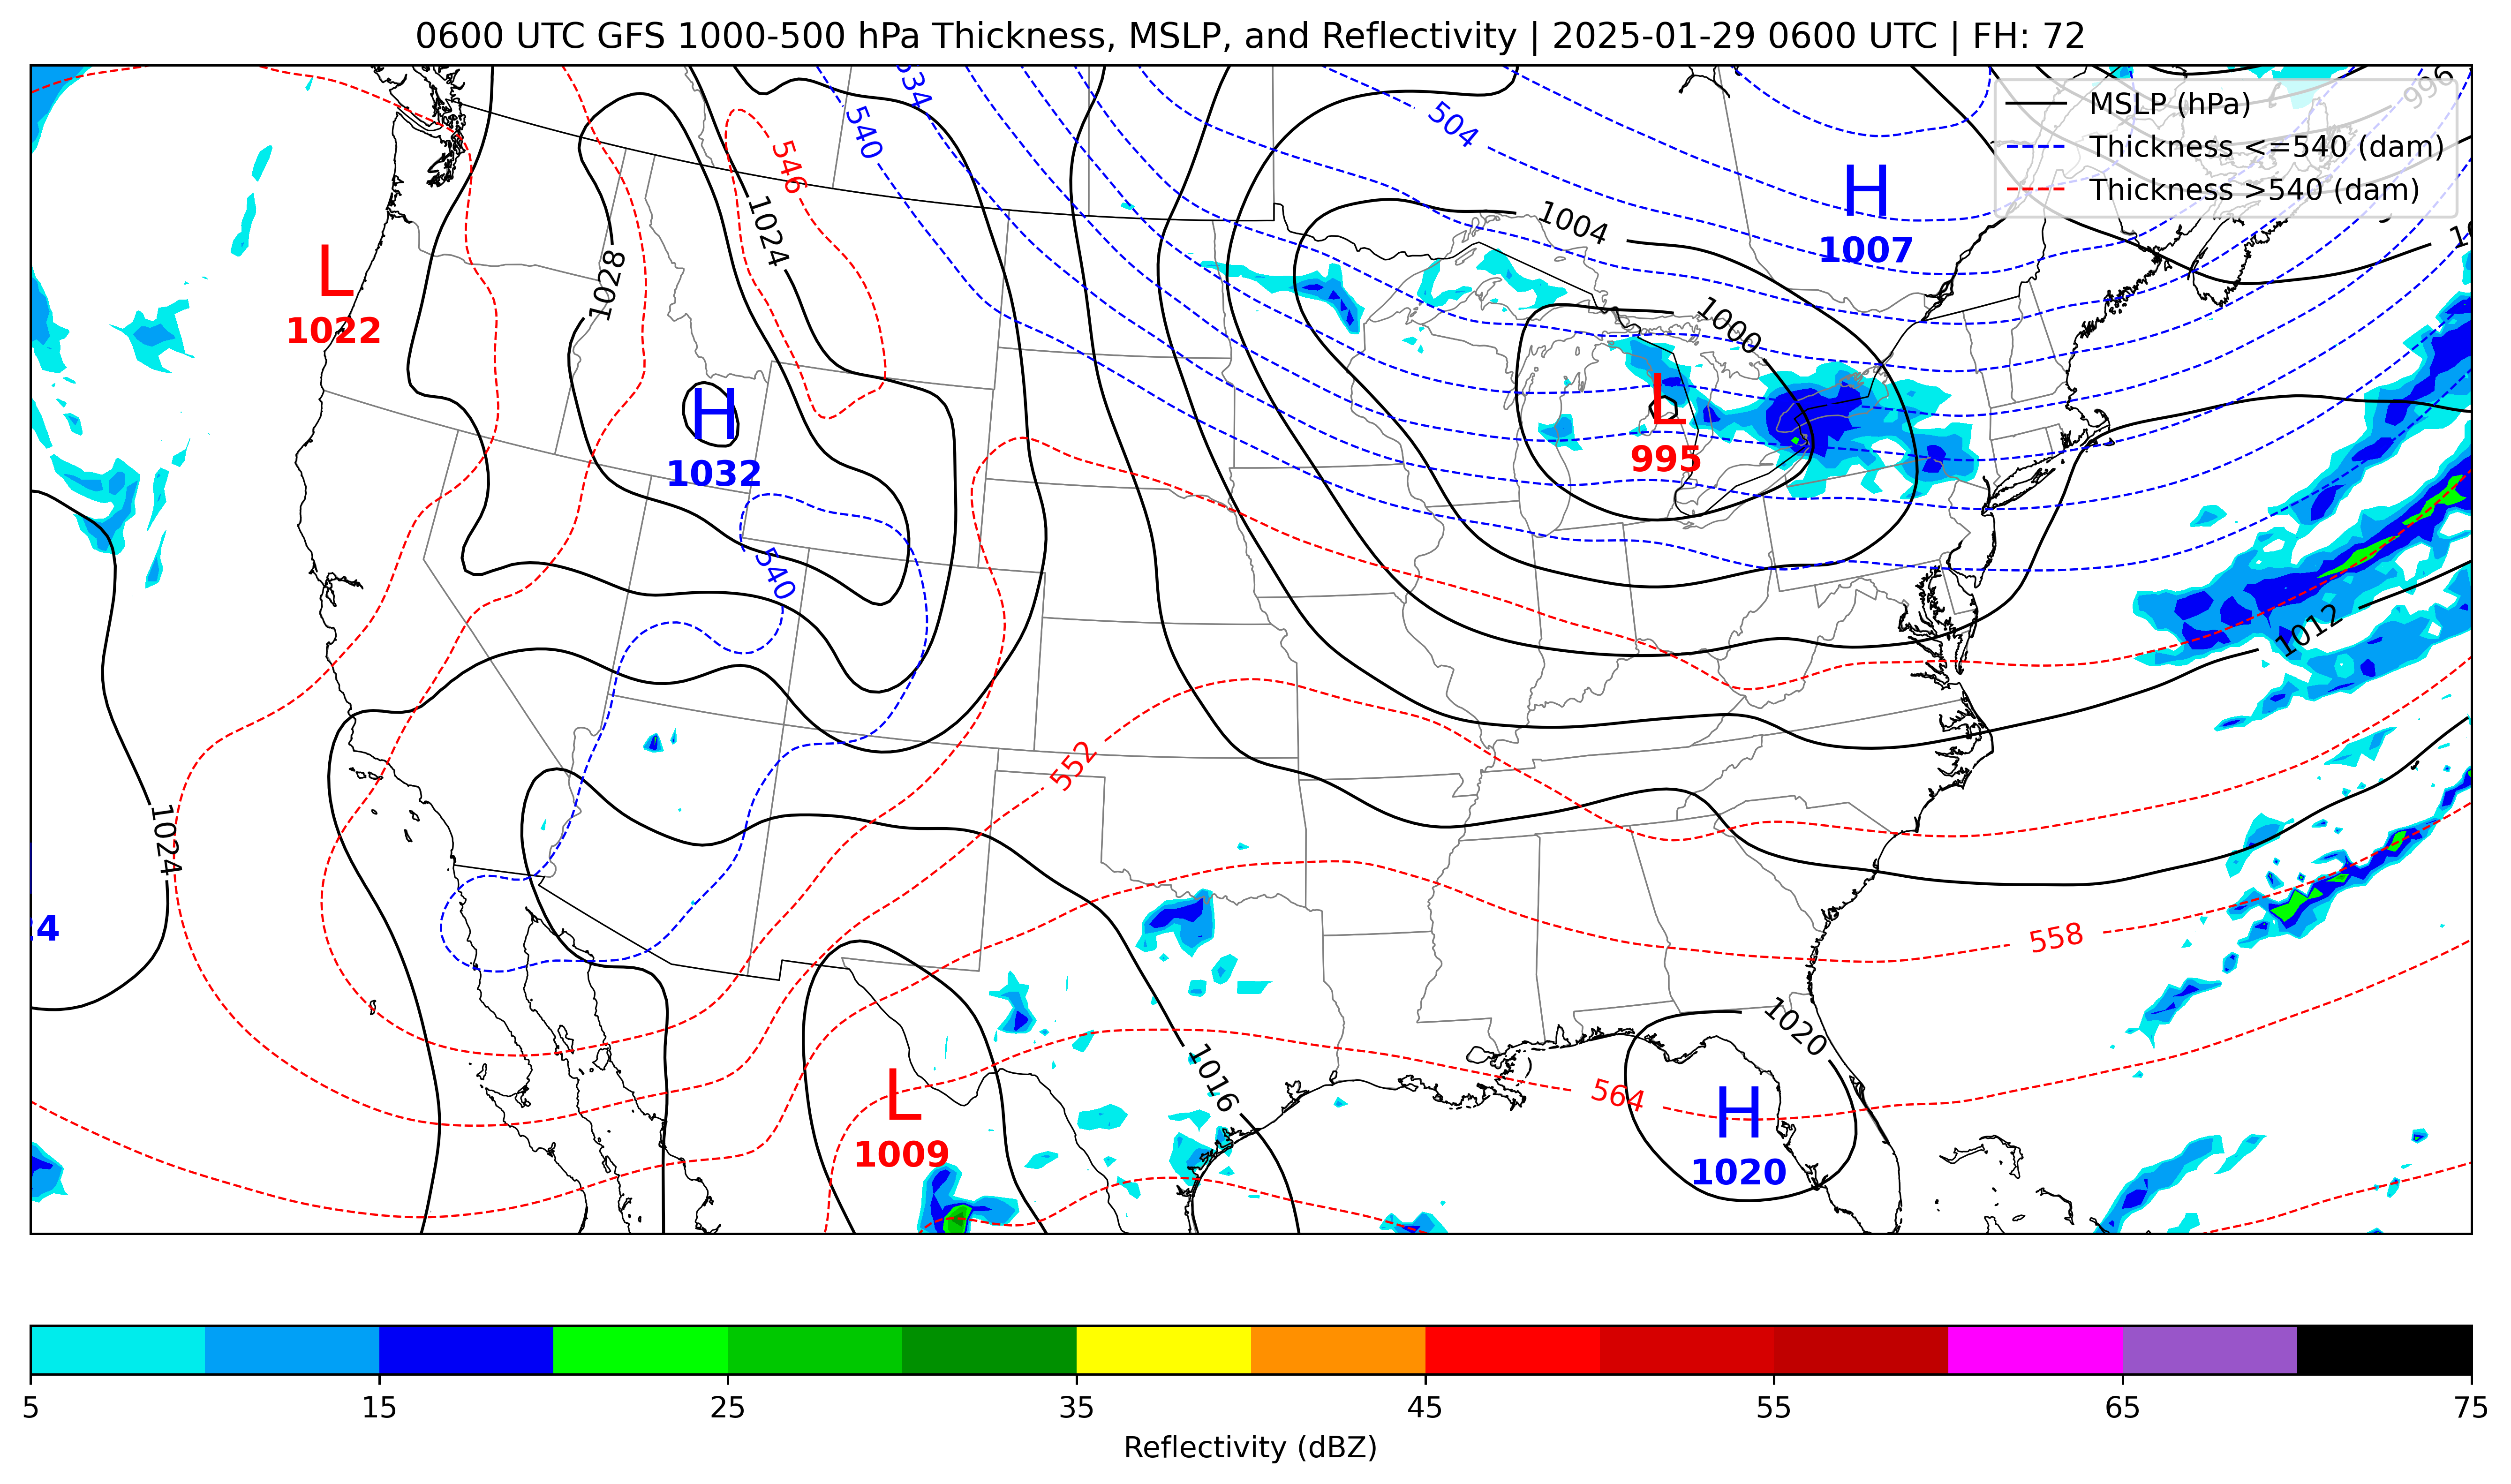 0600 UTC GFS 1000-500 hPa Thickness, MSLP, and Reflectivity | 2025-01-29 0600 UTC | FH: 72
MSLP (hPa)
Thickness <=540 (dam)
Thickness >540 (dam)
996
534
540
504
546
1024
1004
H
1007
L
1022
1028
1000
H
1032
L
995
540
1012
552
1024
4
558
1020
1016
564
L
1009
H
1020
5 15 25 35 45 55 65 75
Reflectivity (dBZ)